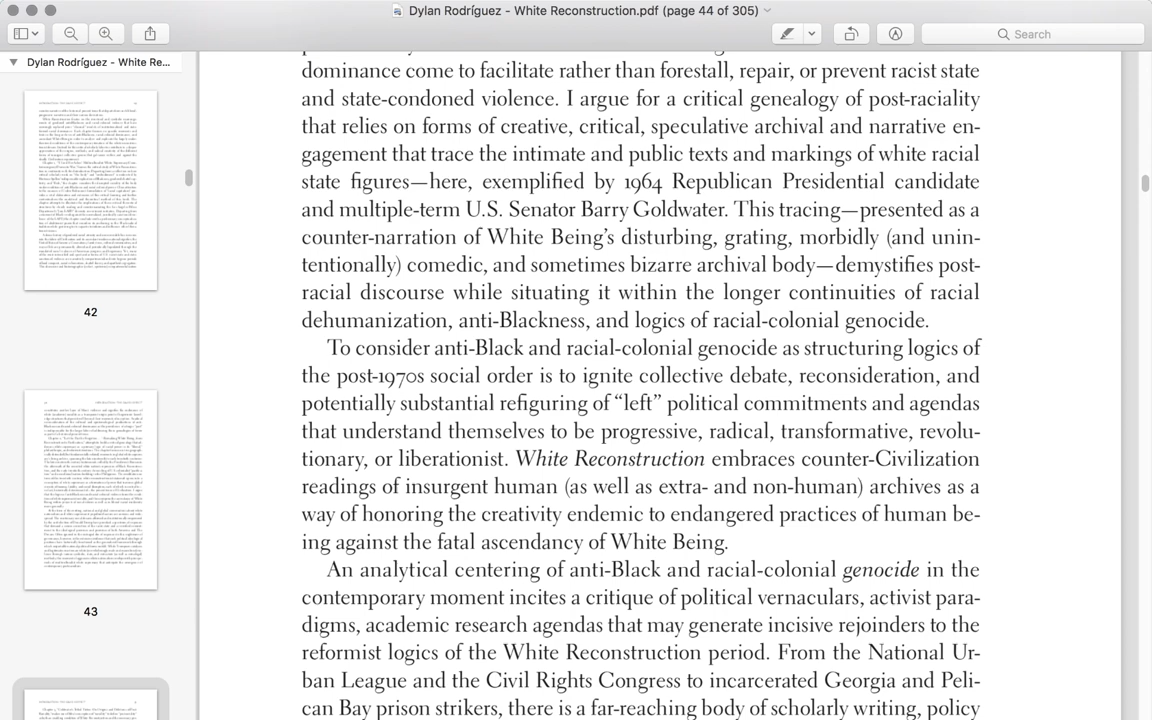 Dylan Rodríguez - White Reconstruction.pdf (page 44 of 305)
Search
Dylan Rodríguez - White Re...
42
43
dominance come to facilitate rather than forestall, repair, or prevent racist state
and state-condoned violence. I argue for a critical genealogy of post-raciality
that relies on forms of creative, critical, speculative archival and narrative en-
gagement that trace the intimate and public texts and markings of white racial
state figures—here, exemplified by 1964 Republican Presidential candidate
and multiple-term U.S. Senator Barry Goldwater. This tracing—presented as a
counter-narration of White Being's disturbing, grating, morbidly (and unin-
tentionally) comedic, and sometimes bizarre archival body—demystifies post-
racial discourse while situating it within the longer continuities of racial
dehumanization, anti-Blackness, and logics of racial-colonial genocide.
To consider anti-Black and racial-colonial genocide as structuring logics of
the post-1970s social order is to ignite collective debate, reconsideration, and
potentially substantial refiguring of “left” political commitments and agendas
that understand themselves to be progressive, radical, transformative, revolu-
tionary, or liberationist. White Reconstruction embraces counter-Civilization
readings of insurgent human (as well as extra- and non-human) archives as a
way of honoring the creativity endemic to endangered practices of human be-
ing against the fatal ascendancy of White Being.
An analytical centering of anti-Black and racial-colonial genocide in the
contemporary moment incites a critique of political vernaculars, activist para-
digms, academic research agendas that may generate incisive rejoinders to the
reformist logics of the White Reconstruction period. From the National Ur-
ban League and the Civil Rights Congress to incarcerated Georgia and Peli-
can Bay prison strikers, there is a far-reaching body of scholarly writing, policy